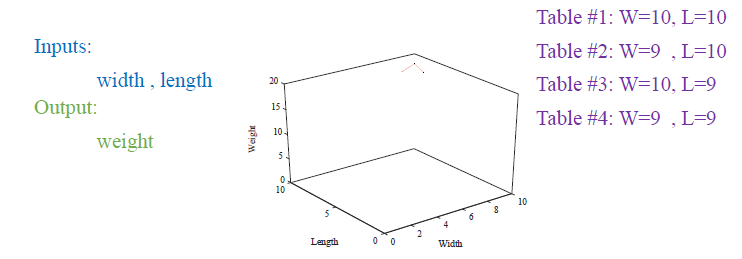 Inputs:
width , length
Output:
weight
20
15
10
5
0
Weight
10
5
0
Length
0
2
4
6
8
10
Width
Table #1: W=10, L=10
Table #2: W=9 , L=10
Table #3: W=10, L=9
Table #4: W=9 , L=9